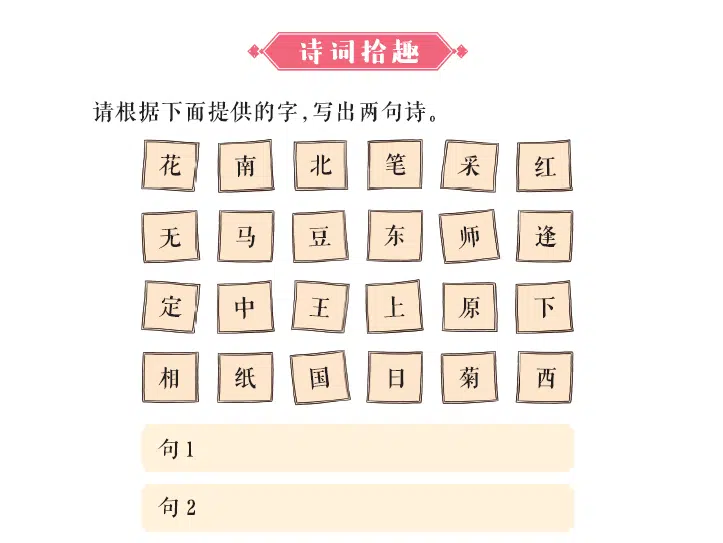 诗词拾趣
请根据下面提供的字,写出两句诗。
花 南 北 笔 采 红
无 马 豆 东 师 逢
定 中 王 上 原 下
相 纸 国 日 菊 西
句 1
句 2